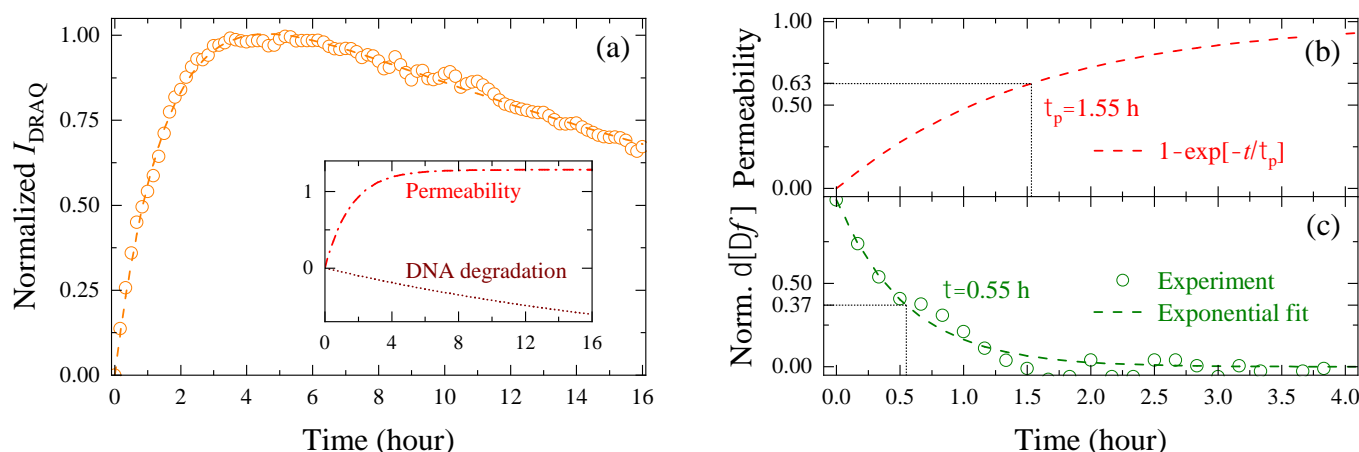 (a)
Normalized I_DRAQ
1.00
0.75
0.50
0.25
0.00
0 2 4 6 8 10 12 14 16
Time (hour)
1
0
Permeability
DNA degradation
0 4 8 12 16
(b)
Permeability
0.63
0.50
0.00
tp=1.55 h
1-exp[-t/tp]
(c)
Norm. d[Df]
0.50
0.37
0.00
t=0.55 h
Experiment
Exponential fit
0.0 0.5 1.0 1.5 2.0 2.5 3.0 3.5 4.0
Time (hour)